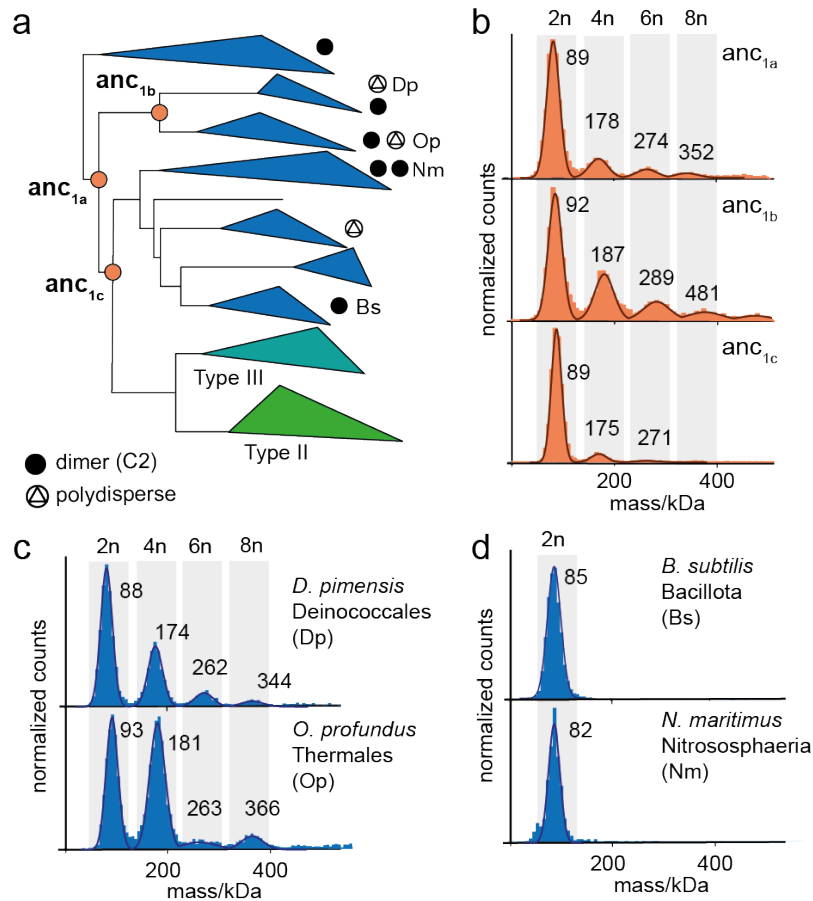 a
anc1b
Dp
Op
Nm
anc1a
anc1c
Bs
Type III
Type II
dimer (C2)
polydisperse
b
2n 4n 6n 8n
anc1a
89
178
274
352
anc1b
92
187
289
481
anc1c
89
175
271
normalized counts
200 400
mass/kDa
c
2n 4n 6n 8n
88
174
262
344
D. pimensis
Deinococcales
(Dp)
93
181
263
366
O. profundus
Thermales
(Op)
normalized counts
200 400
mass/kDa
d
2n
85
B. subtilis
Bacillota
(Bs)
82
N. maritimus
Nitrososphaeria
(Nm)
normalized counts
200 400
mass/kDa